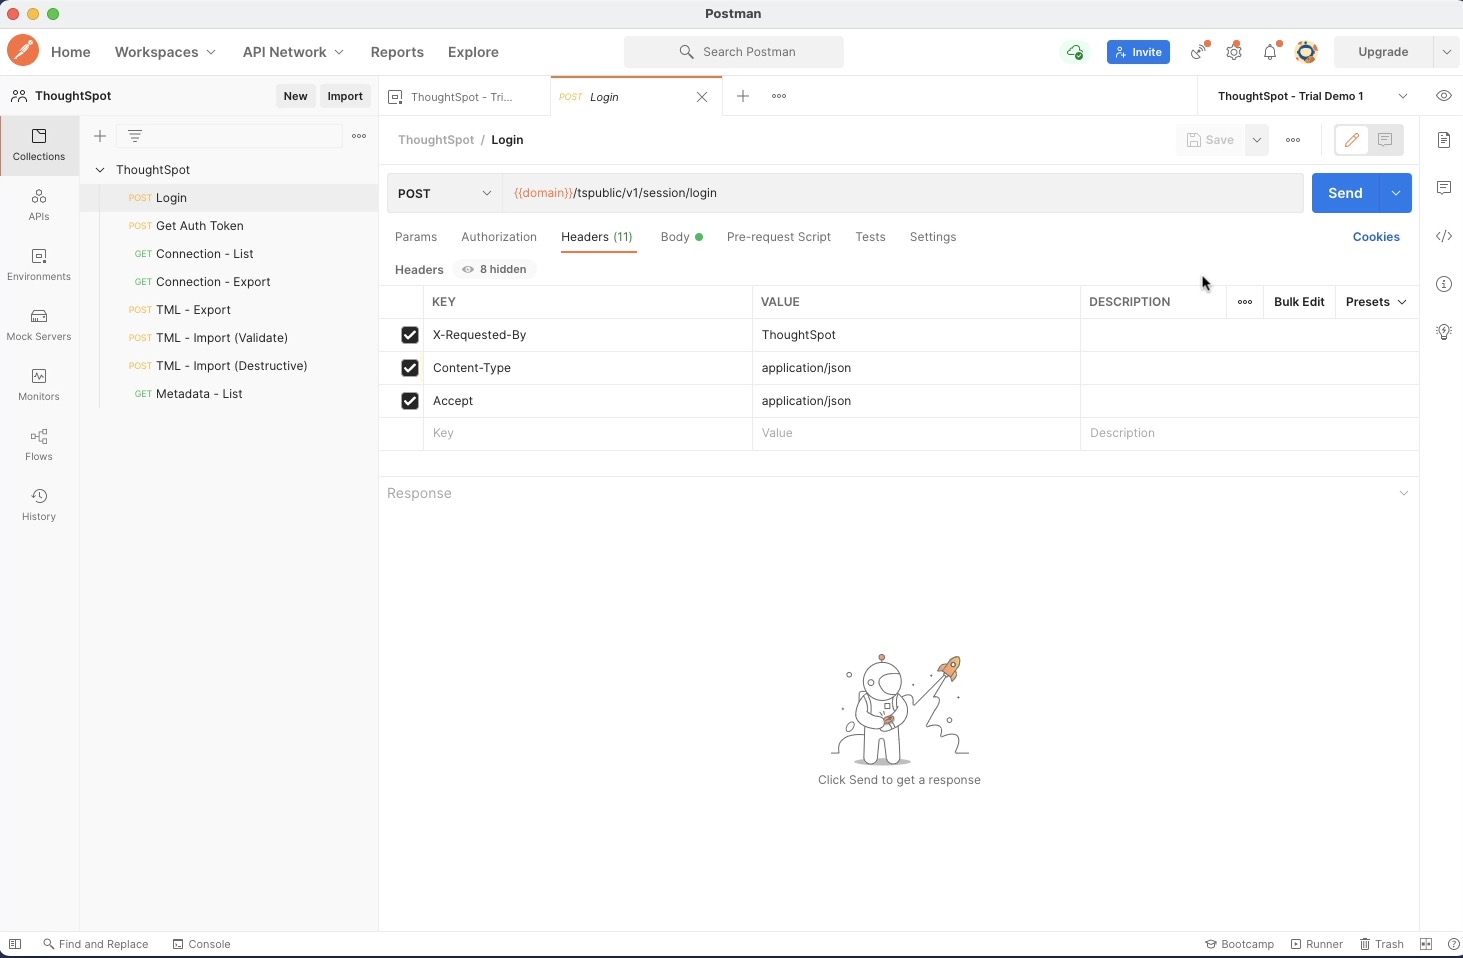 Postman
Home
Workspaces
API Network
Reports
Explore
Search Postman
Invite
Upgrade
ThoughtSpot
New
Import
ThoughtSpot - Tri...
POST Login
ThoughtSpot - Trial Demo 1
Collections
APIs
Environments
Mock Servers
Monitors
Flows
History
ThoughtSpot
POST Login
POST Get Auth Token
GET Connection - List
GET Connection - Export
POST TML - Export
POST TML - Import (Validate)
POST TML - Import (Destructive)
GET Metadata - List
ThoughtSpot / Login
Save
POST
{{domain}}/tspublic/v1/session/login
Send
Params
Authorization
Headers (11)
Body
Pre-request Script
Tests
Settings
Cookies
Headers
8 hidden
KEY
VALUE
DESCRIPTION
Bulk Edit
Presets
X-Requested-By
ThoughtSpot
Content-Type
application/json
Accept
application/json
Key
Value
Description
Response
Click Send to get a response
Find and Replace
Console
Bootcamp
Runner
Trash